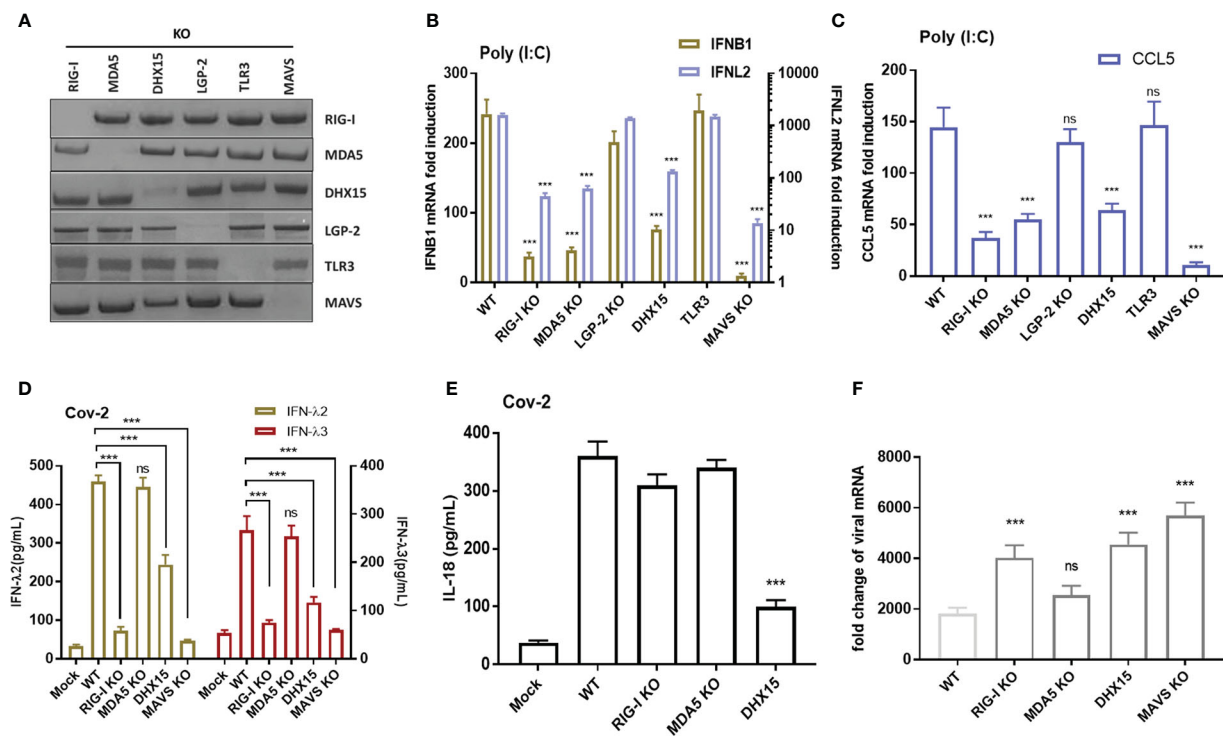 A
KO
RIG-I
MDA5
DHX15
LGP-2
TLR3
MAVS
RIG-I
MDA5
DHX15
LGP-2
TLR3
MAVS
B
Poly (I:C)
IFNB1
IFNL2
IFNB1 mRNA fold induction
300
200
100
0
10000
1000
100
10
1
IFNL2 mRNA fold induction
*** *** *** *** *** *** *** ***
WT
RIG-I KO
MDA5 KO
LGP-2 KO
DHX15
TLR3
MAVS KO
C
Poly (I:C)
CCL5
CCL5 mRNA fold induction
200
150
100
50
0
*** *** ns *** ns ***
WT
RIG-I KO
MDA5 KO
LGP-2 KO
DHX15
TLR3
MAVS KO
D
Cov-2
IFN-λ2
IFN-λ3
IFN-λ2(pg/mL)
500
400
300
200
100
0
400
300
200
100
0
IFN-λ3(pg/mL)
***
***
***
ns
***
***
***
ns
Mock
WT
RIG-I KO
MDA5 KO
DHX15
MAVS KO
Mock
WT
RIG-I KO
MDA5 KO
DHX15
MAVS KO
E
Cov-2
IL-18 (pg/mL)
400
300
200
100
0
***
Mock
WT
RIG-I KO
MDA5 KO
DHX15
F
fold change of viral mRNA
8000
6000
4000
2000
0
*** ns *** ***
WT
RIG-I KO
MDA5 KO
DHX15
MAVS KO